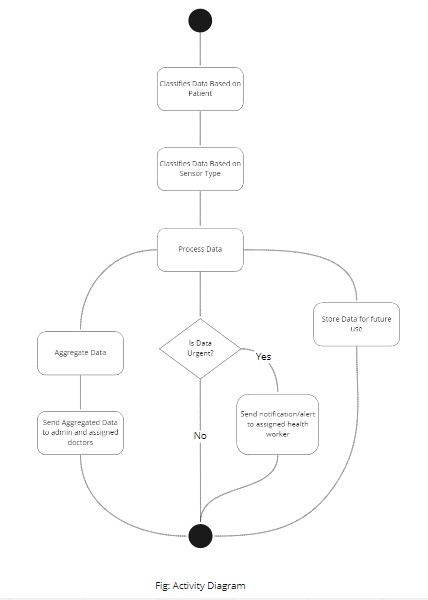 Classifies Data Based on
Patient
Classifies Data Based on
Sensor Type
Process Data
Store Data for future
use
Is Data
Urgent?
Yes
Aggregate Data
Send Aggregated Data
to admin and assigned
doctors
Send notification/alert
to assigned health
worker
No
Fig: Activity Diagram